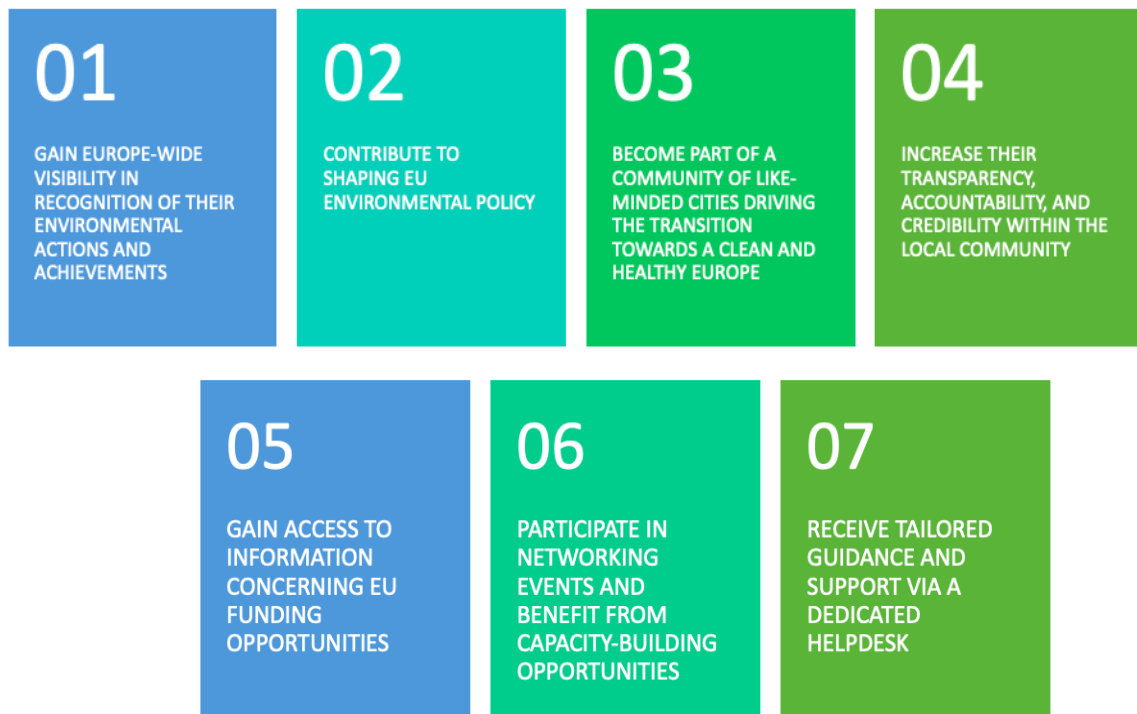 01
GAIN EUROPE-WIDE
VISIBILITY IN
RECOGNITION OF THEIR
ENVIRONMENTAL
ACTIONS AND
ACHIEVEMENTS
02
CONTRIBUTE TO
SHAPING EU
ENVIRONMENTAL POLICY
03
BECOME PART OF A
COMMUNITY OF LIKE-
MINDED CITIES DRIVING
THE TRANSITION
TOWARDS A CLEAN AND
HEALTHY EUROPE
04
INCREASE THEIR
TRANSPARENCY,
ACCOUNTABILITY, AND
CREDIBILITY WITHIN THE
LOCAL COMMUNITY
05
GAIN ACCESS TO
INFORMATION
CONCERNING EU
FUNDING
OPPORTUNITIES
06
PARTICIPATE IN
NETWORKING
EVENTS AND
BENEFIT FROM
CAPACITY-BUILDING
OPPORTUNITIES
07
RECEIVE TAILORED
GUIDANCE AND
SUPPORT VIA A
DEDICATED
HELPDESK